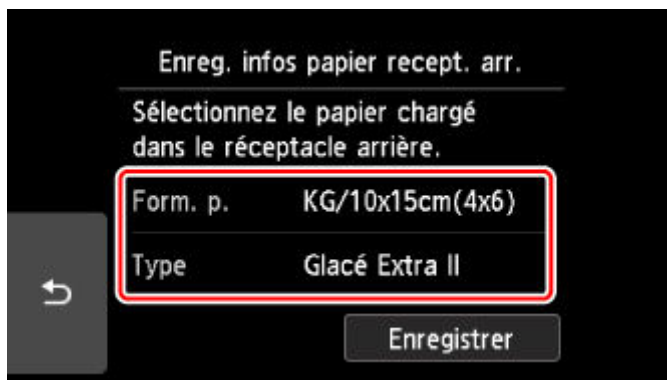 Enreg. infos papier recept. arr.
Sélectionnez le papier chargé
dans le réceptacle arrière.
Form. p. KG/10x15cm(4x6)
Type Glacé Extra II
Enregistrer